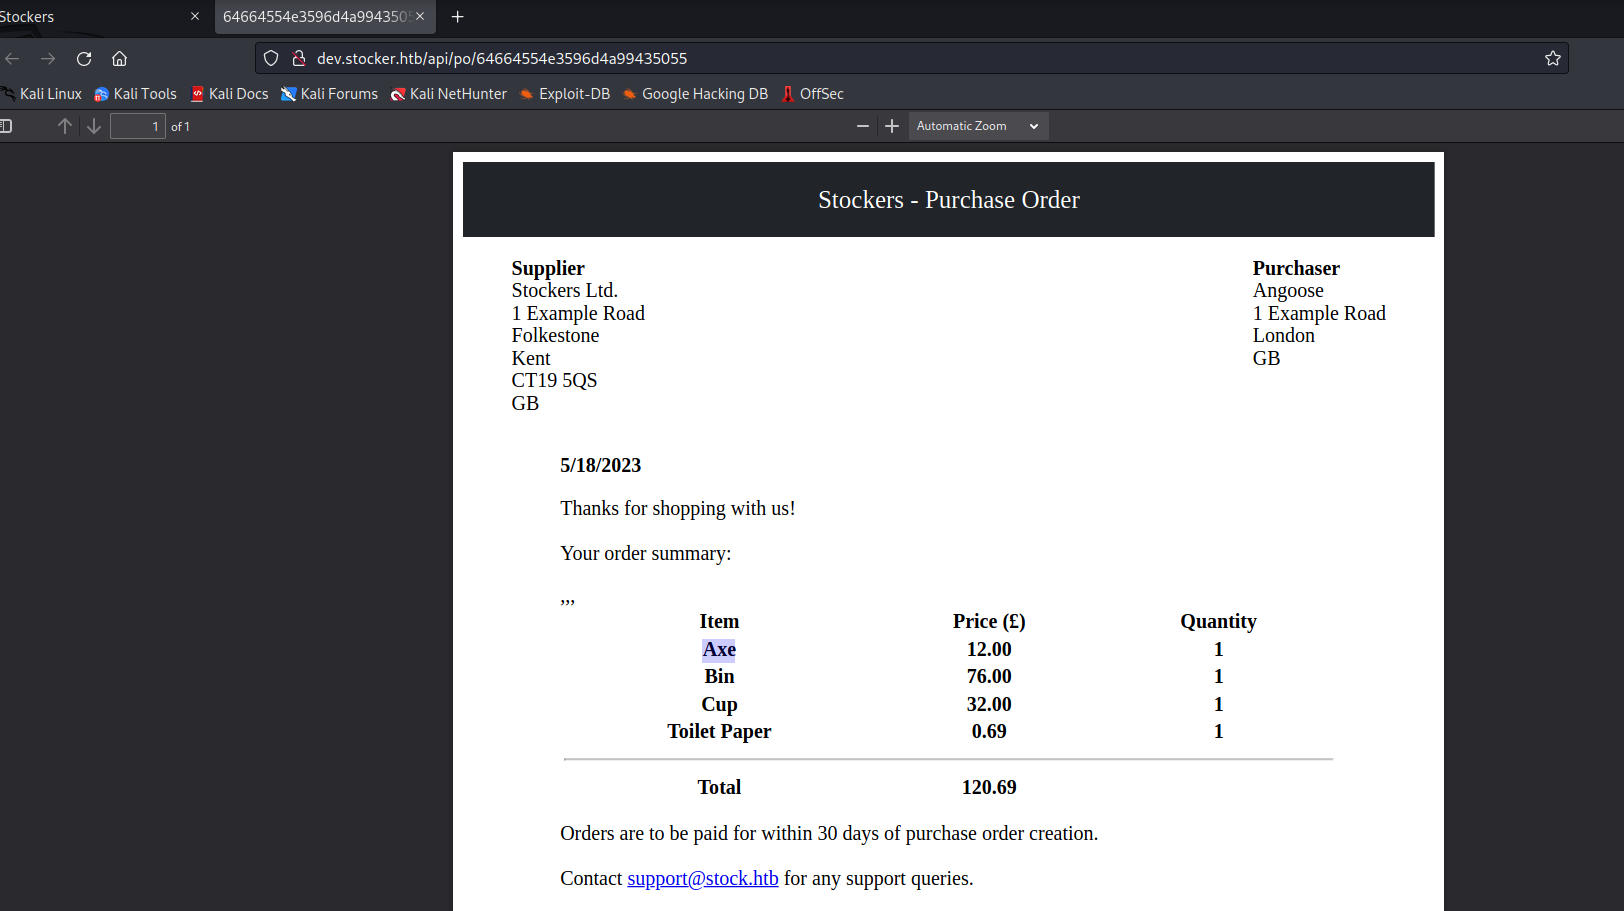 Stockers
64664554e3596d4a9943505
dev.stocker.htb/api/po/64664554e3596d4a99435055
Kali Linux Kali Tools Kali Docs Kali Forums Kali NetHunter Exploit-DB Google Hacking DB OffSec
1 of 1 Automatic Zoom
Stockers - Purchase Order
Supplier
Stockers Ltd.
1 Example Road
Folkestone
Kent
CT19 5QS
GB
Purchaser
Angoose
1 Example Road
London
GB
5/18/2023
Thanks for shopping with us!
Your order summary:
,,,
Item Price (£) Quantity
Axe 12.00 1
Bin 76.00 1
Cup 32.00 1
Toilet Paper 0.69 1
Total 120.69
Orders are to be paid for within 30 days of purchase order creation.
Contact support@stock.htb for any support queries.